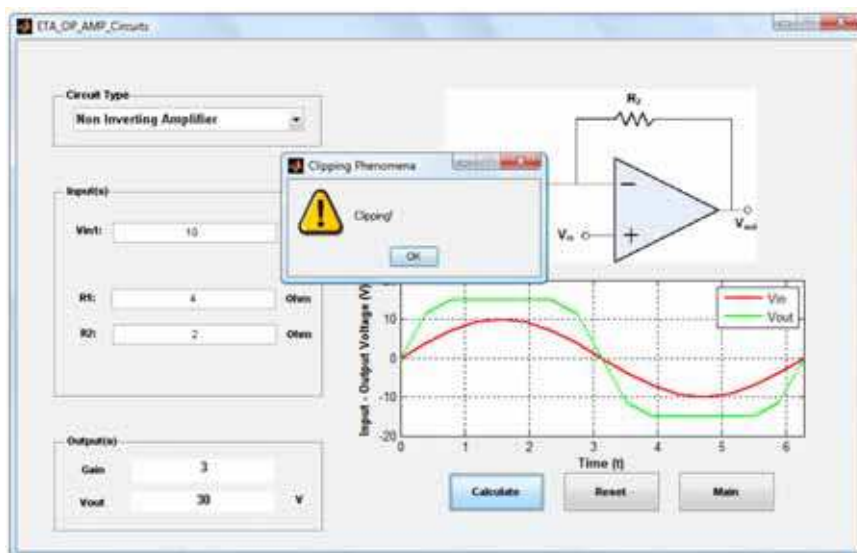 ETA_OP_AMP_Circuits
Circuit Type
Non Inverting Amplifier
Input(s)
Vin1:
10
R1:
4
Ohm
R2:
2
Ohm
Output(s)
Gain
3
Vout
30
V
Clipping Phenomena
Clipping!
OK
R2
Vin
Vout
Input - Output Voltage (V)
20
10
0
-10
-20
0
1
2
3
4
5
6
Time (t)
Vin
Vout
Calculate
Reset
Main